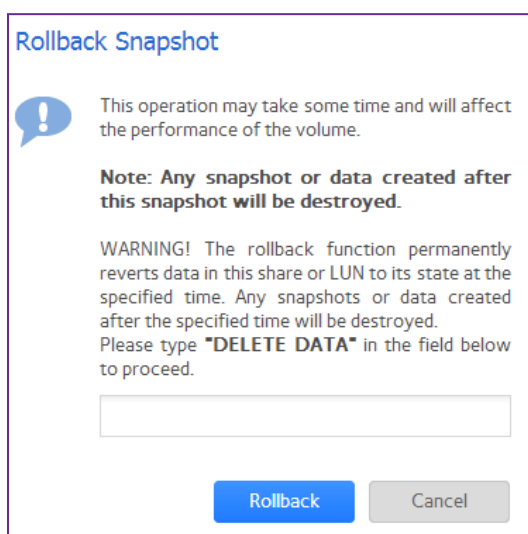 Rollback Snapshot
This operation may take some time and will affect
the performance of the volume.
Note: Any snapshot or data created after
this snapshot will be destroyed.
WARNING! The rollback function permanently
reverts data in this share or LUN to its state at the
specified time. Any snapshots or data created
after the specified time will be destroyed.
Please type "DELETE DATA" in the field below
to proceed.
Rollback Cancel